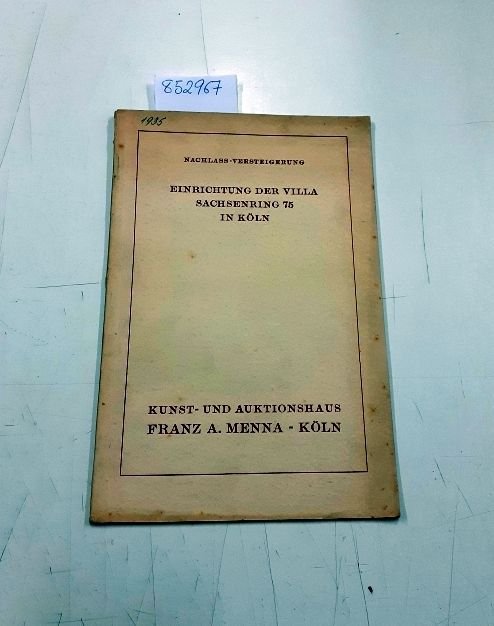 852967
1935
NACHLASS-VERSTEIGERUNG
EINRICHTUNG DER VILLA
SACHSENRING 75
IN KÖLN
KUNST- UND AUKTIONSHAUS
FRANZ A. MENNA - KÖLN